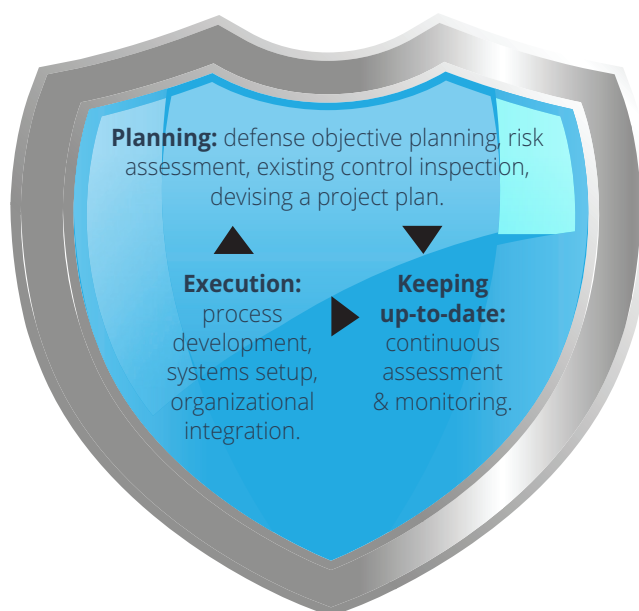 Planning: defense objective planning, risk
assessment, existing control inspection,
devising a project plan.
Execution:
process
development,
systems setup,
organizational
integration.
Keeping
up-to-date:
continuous
assessment
& monitoring.